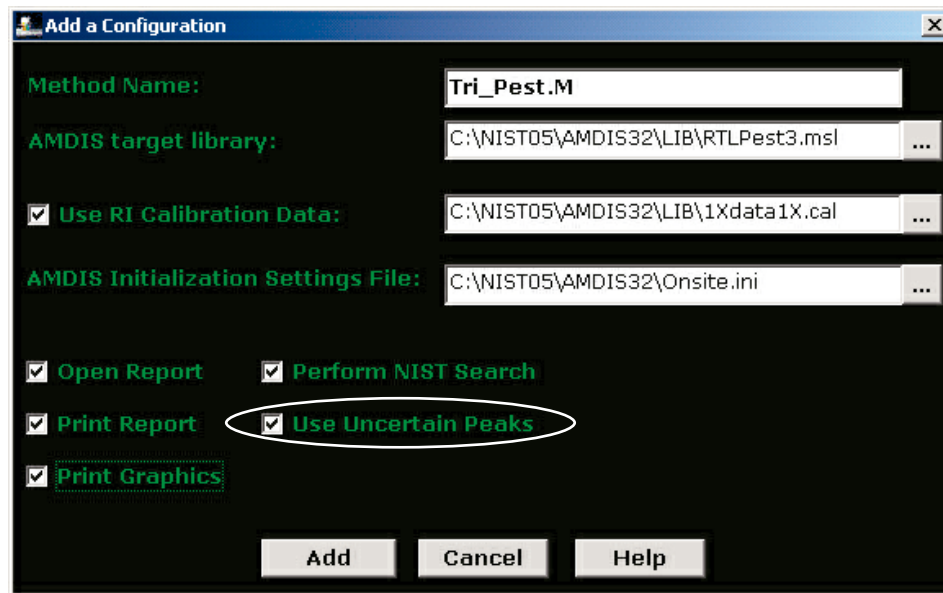 Add a Configuration
Method Name: Tri_Pest.M
AMDIS target library: C:\NIST05\AMDIS32\LIB\RTLPest3.msl ...
Use RI Calibration Data: C:\NIST05\AMDIS32\LIB\1Xdata1X.cal ...
AMDIS Initialization Settings File: C:\NIST05\AMDIS32\Onsite.ini ...
Open Report Perform NIST Search
Print Report Use Uncertain Peaks
Print Graphics
Add Cancel Help